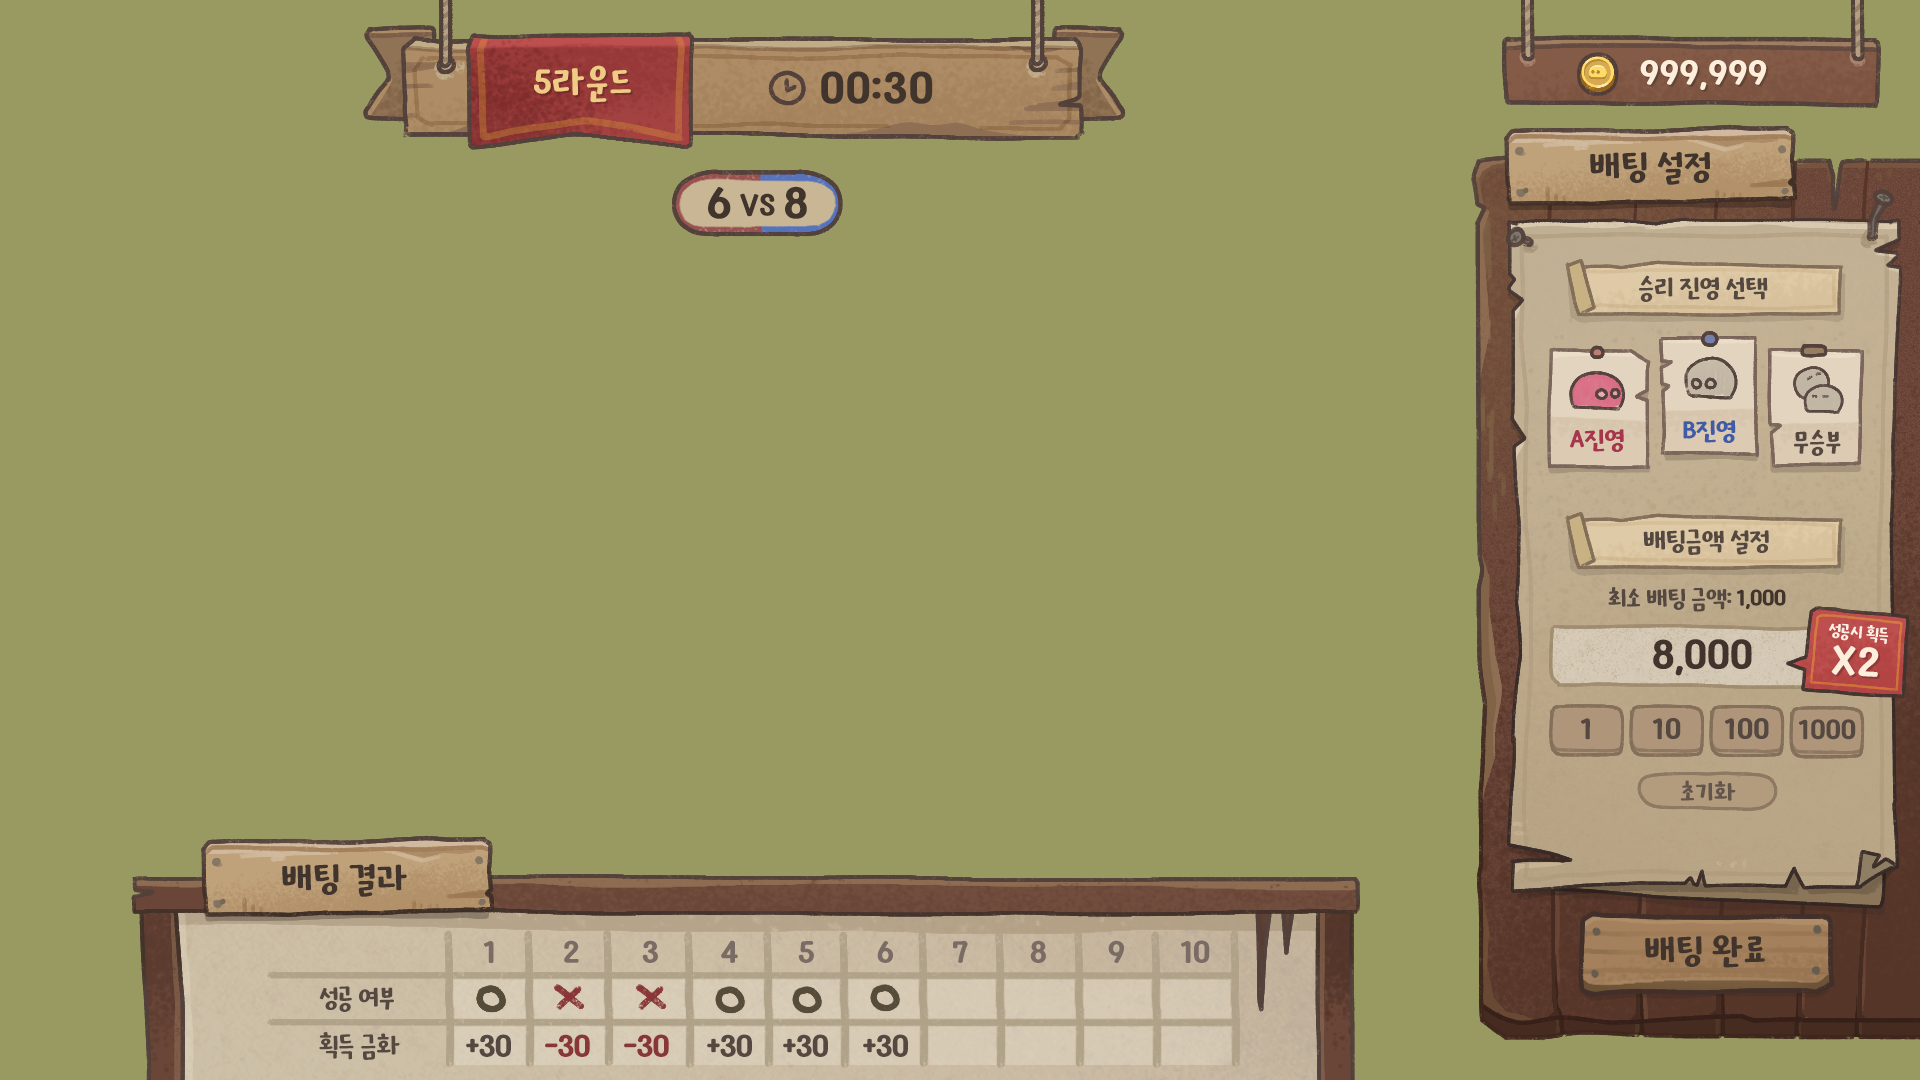 5라운드
00:30
999,999
6 VS 8
배팅 설정
승리 진영 선택
A진영
B진영
무승부
배팅금액 설정
최소 배팅 금액: 1,000
8,000
성공시 획득
X2
1 10 100 1000
초기화
배팅 완료
배팅 결과
1 2 3 4 5 6 7 8 9 10
성공 여부 O X X O O O
획득 금화 +30 -30 -30 +30 +30 +30